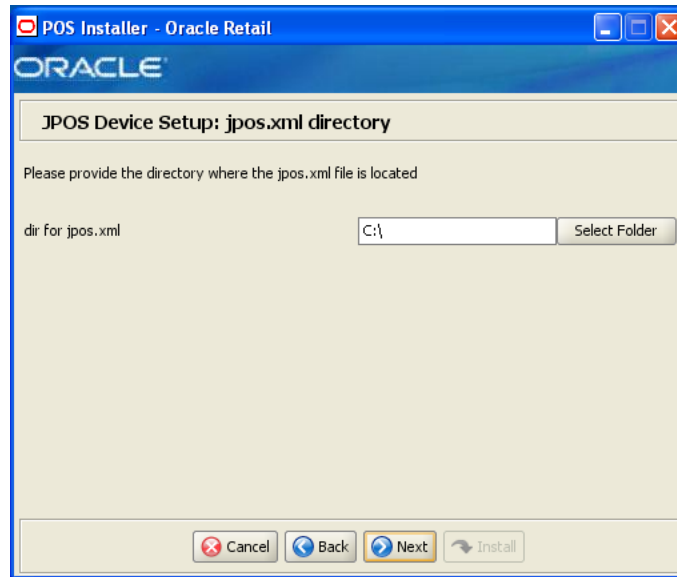 POS Installer - Oracle Retail
ORACLE
JPOS Device Setup: jpos.xml directory
Please provide the directory where the jpos.xml file is located
dir for jpos.xml C:\ Select Folder
Cancel Back Next Install